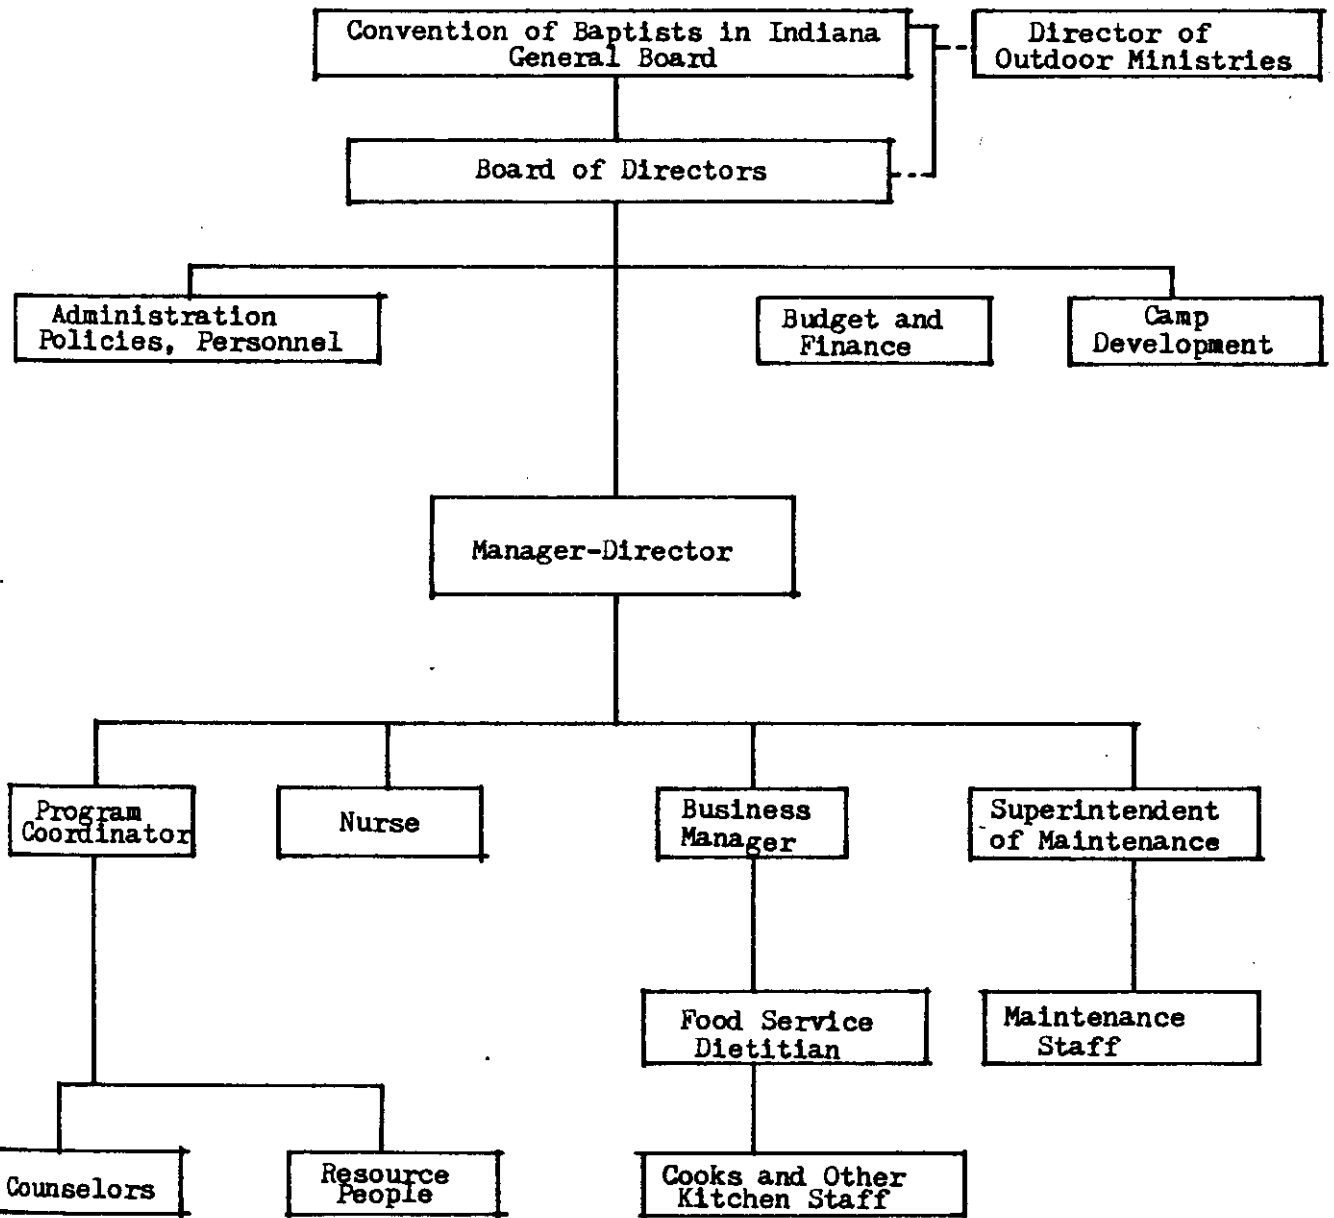 Convention of Baptists in Indiana
General Board
Director of
Outdoor Ministries
Board of Directors
Administration
Policies, Personnel
Budget and
Finance
Camp
Development
Manager-Director
Program
Coordinator
Nurse
Business
Manager
Superintendent
of Maintenance
Food Service
Dietitian
Maintenance
Staff
Counselors
Resource
People
Cooks and Other
Kitchen Staff